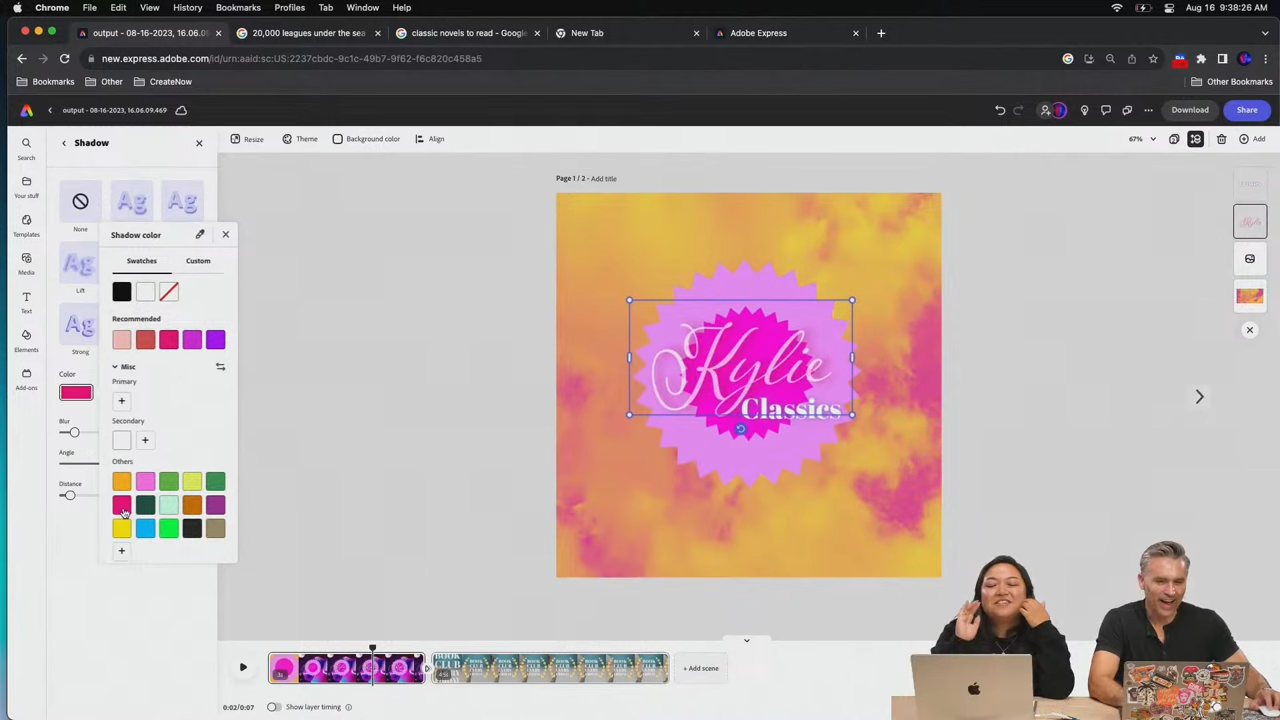 Chrome File Edit View History Bookmarks Profiles Tab Window Help Aug 16 9:38:26 AM
output - 08-16-2023, 16.06.0 20,000 leagues under the sea classic novels to read - Google New Tab Adobe Express
new.express.adobe.com/id/urn:aaid:sc:US:2237cbdc-9c1c-49b7-9f62-f6c820c458a5
Bookmarks Other CreateNow Other Bookmarks
output - 08-16-2023, 16.06.09.469 Download Share
Shadow Resize Theme Background color Align 67% Add
Search
Your stuff
Templates
Media
Text
Elements
Add-ons
Ag Ag
None
Lift
Strong
Color
Blur
Angle
Distance
Shadow color
Swatches Custom
Recommended
Misc
Primary
Secondary
Others
Page 1 / 2 - Add title
Kylie
Classics
3s
4s
BOOK CLUB
+ Add scene
0:02/0:07 Show layer timing